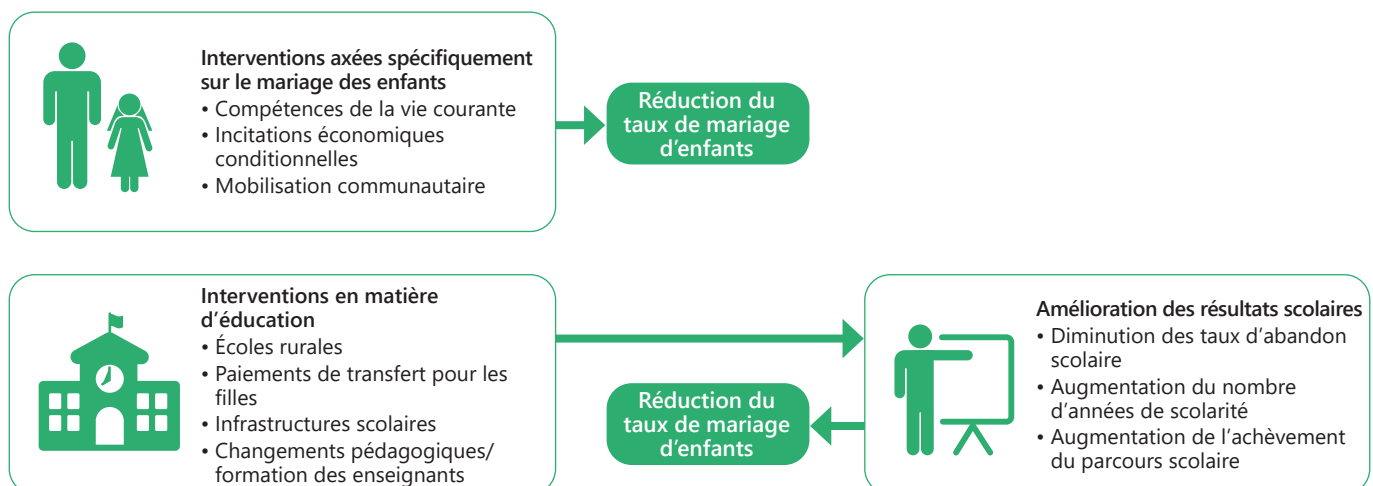 Interventions axées spécifiquement
sur le mariage des enfants
• Compétences de la vie courante
• Incitations économiques
conditionnelles
• Mobilisation communautaire
Réduction du
taux de mariage
d'enfants
Interventions en matière
d'éducation
• Écoles rurales
• Paiements de transfert pour les
filles
• Infrastructures scolaires
• Changements pédagogiques/
formation des enseignants
Réduction du
taux de mariage
d'enfants
Amélioration des résultats scolaires
• Diminution des taux d'abandon
scolaire
• Augmentation du nombre
d'années de scolarité
• Augmentation de l'achèvement
du parcours scolaire